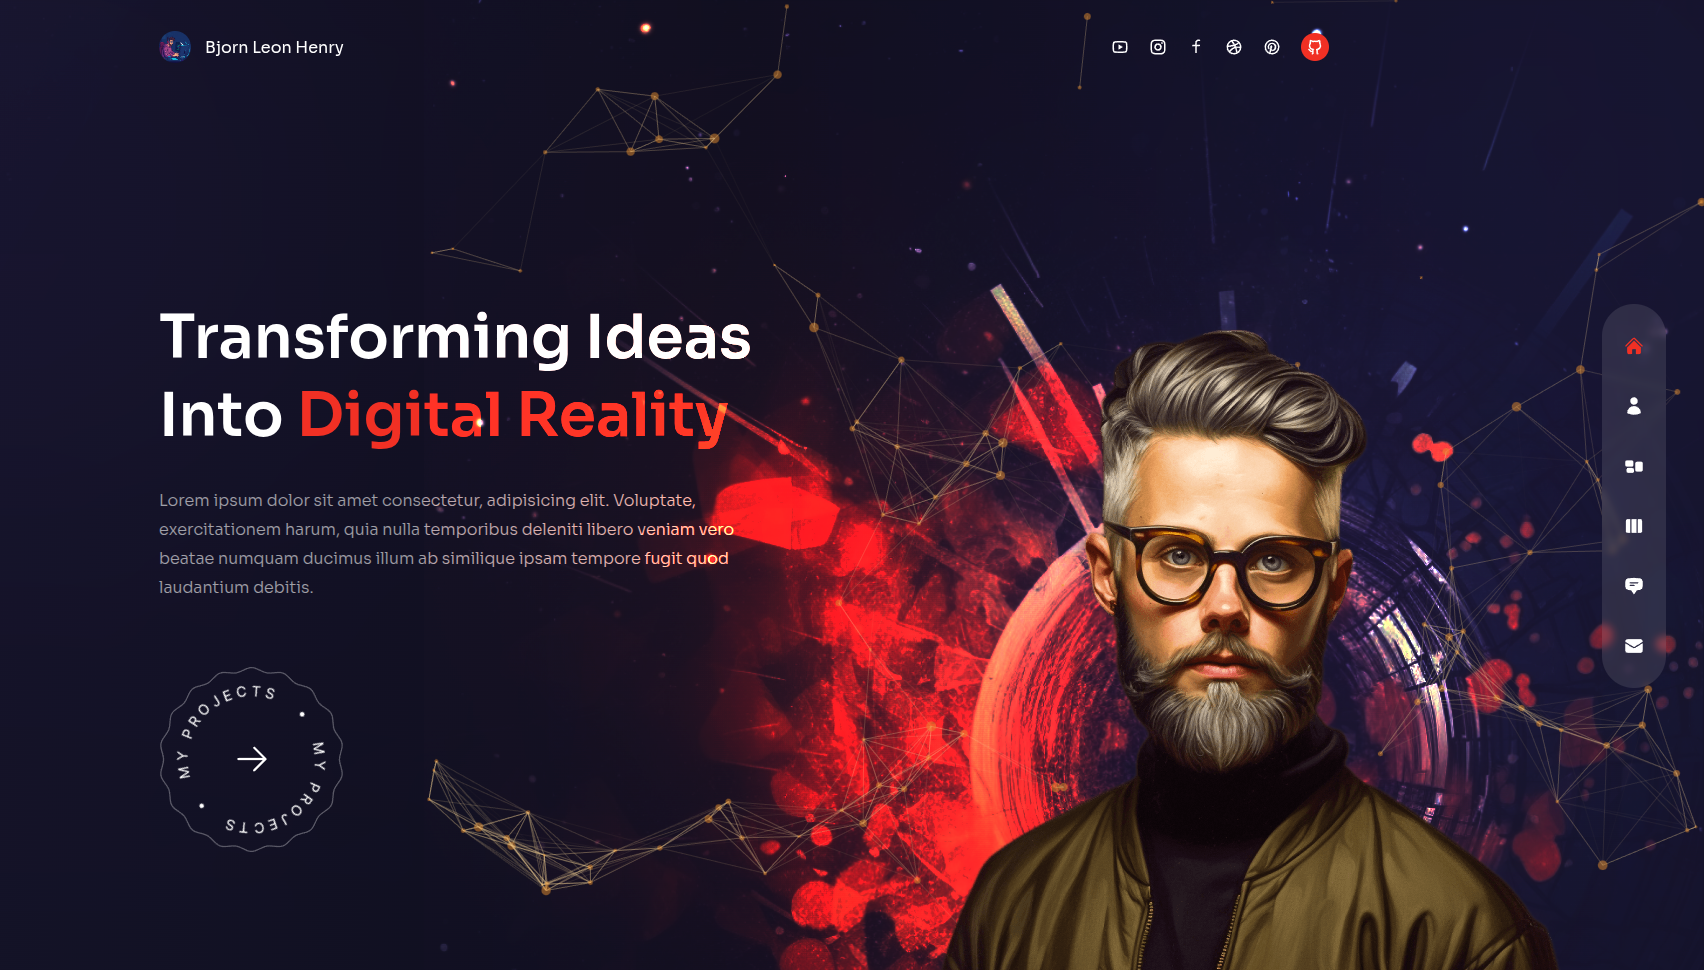 Bjorn Leon Henry
Transforming Ideas
Into Digital Reality
Lorem ipsum dolor sit amet consectetur, adipisicing elit. Voluptate,
exercitationem harum, quia nulla temporibus deleniti libero veniam vero
beatae numquam ducimus illum ab similique ipsam tempore fugit quod
laudantium debitis.
MY PROJECTS • MY PROJECTS •